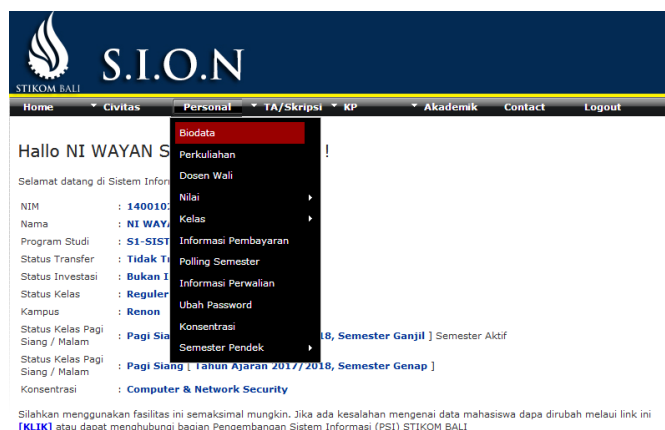 S.I.O.N
STIKOM BALI
Home Civitas Personal TA/Skripsi KP Akademik Contact Logout
Hallo NI WAYAN S !
Selamat datang di Sistem
NIM : 140010
Nama : NI WAY
Program Studi : S1-SIST
Status Transfer : Tidak
Status Investasi : Bukan
Status Kelas : Reguler
Kampus : Renon
Status Kelas Pagi
Siang / Malam : Pagi Sia 18, Semester Ganjil ] Semester Aktif
Status Kelas Pagi
Siang / Malam : Pagi Siang [ Tahun Ajaran 2017/2018, Semester Genap ]
Konsentrasi : Computer & Network Security
Biodata
Perkuliahan
Dosen Wali
Nilai
Kelas
Informasi Pembayaran
Polling Semester
Informasi Perwalian
Ubah Password
Konsentrasi
Semester Pendek
Silahkan menggunakan fasilitas ini semaksimal mungkin. Jika ada kesalahan mengenai data mahasiswa dapa dirubah melaui link ini
[KLIK] atau dapat menghubungi bagian Pengembangan Sistem Informasi (PSI) STIKOM BALI